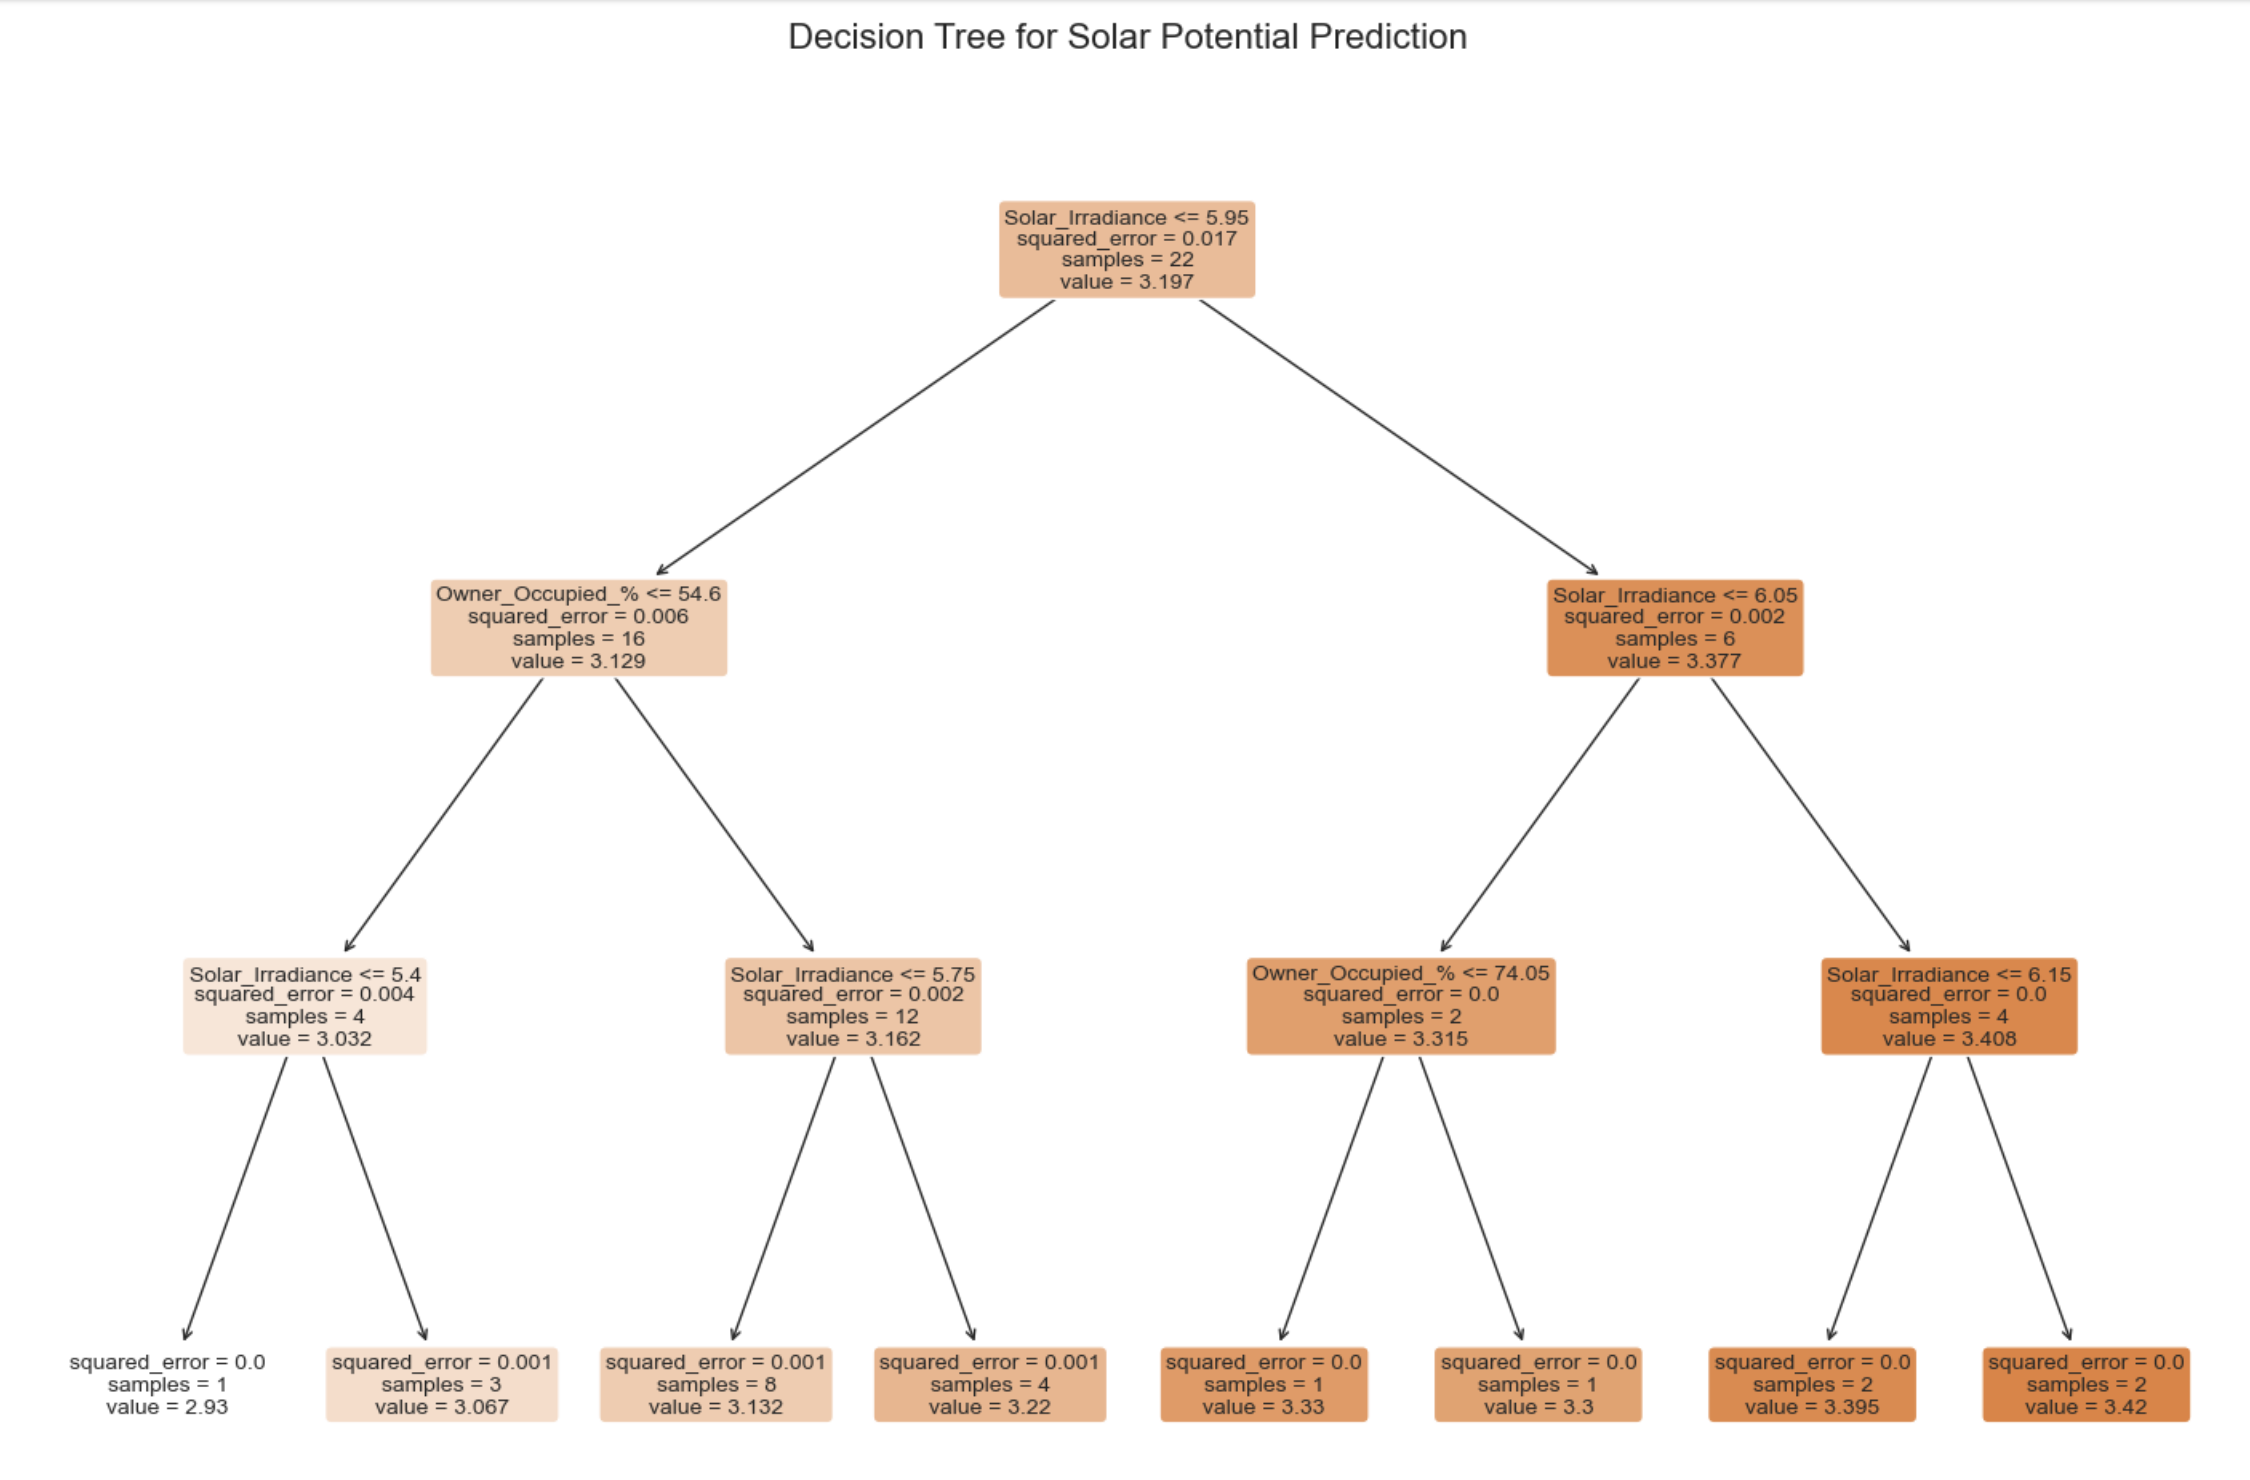 Decision Tree for Solar Potential Prediction
Solar_Irradiance <= 5.95
squared_error = 0.017
samples = 22
value = 3.197
Owner_Occupied_% <= 54.6
squared_error = 0.006
samples = 16
value = 3.129
Solar_Irradiance <= 6.05
squared_error = 0.002
samples = 6
value = 3.377
Solar_Irradiance <= 5.4
squared_error = 0.004
samples = 4
value = 3.032
Solar_Irradiance <= 5.75
squared_error = 0.002
samples = 12
value = 3.162
Owner_Occupied_% <= 74.05
squared_error = 0.0
samples = 2
value = 3.315
Solar_Irradiance <= 6.15
squared_error = 0.0
samples = 4
value = 3.408
squared_error = 0.0
samples = 1
value = 2.93
squared_error = 0.001
samples = 3
value = 3.067
squared_error = 0.001
samples = 8
value = 3.132
squared_error = 0.001
samples = 4
value = 3.22
squared_error = 0.0
samples = 1
value = 3.33
squared_error = 0.0
samples = 1
value = 3.3
squared_error = 0.0
samples = 2
value = 3.395
squared_error = 0.0
samples = 2
value = 3.42